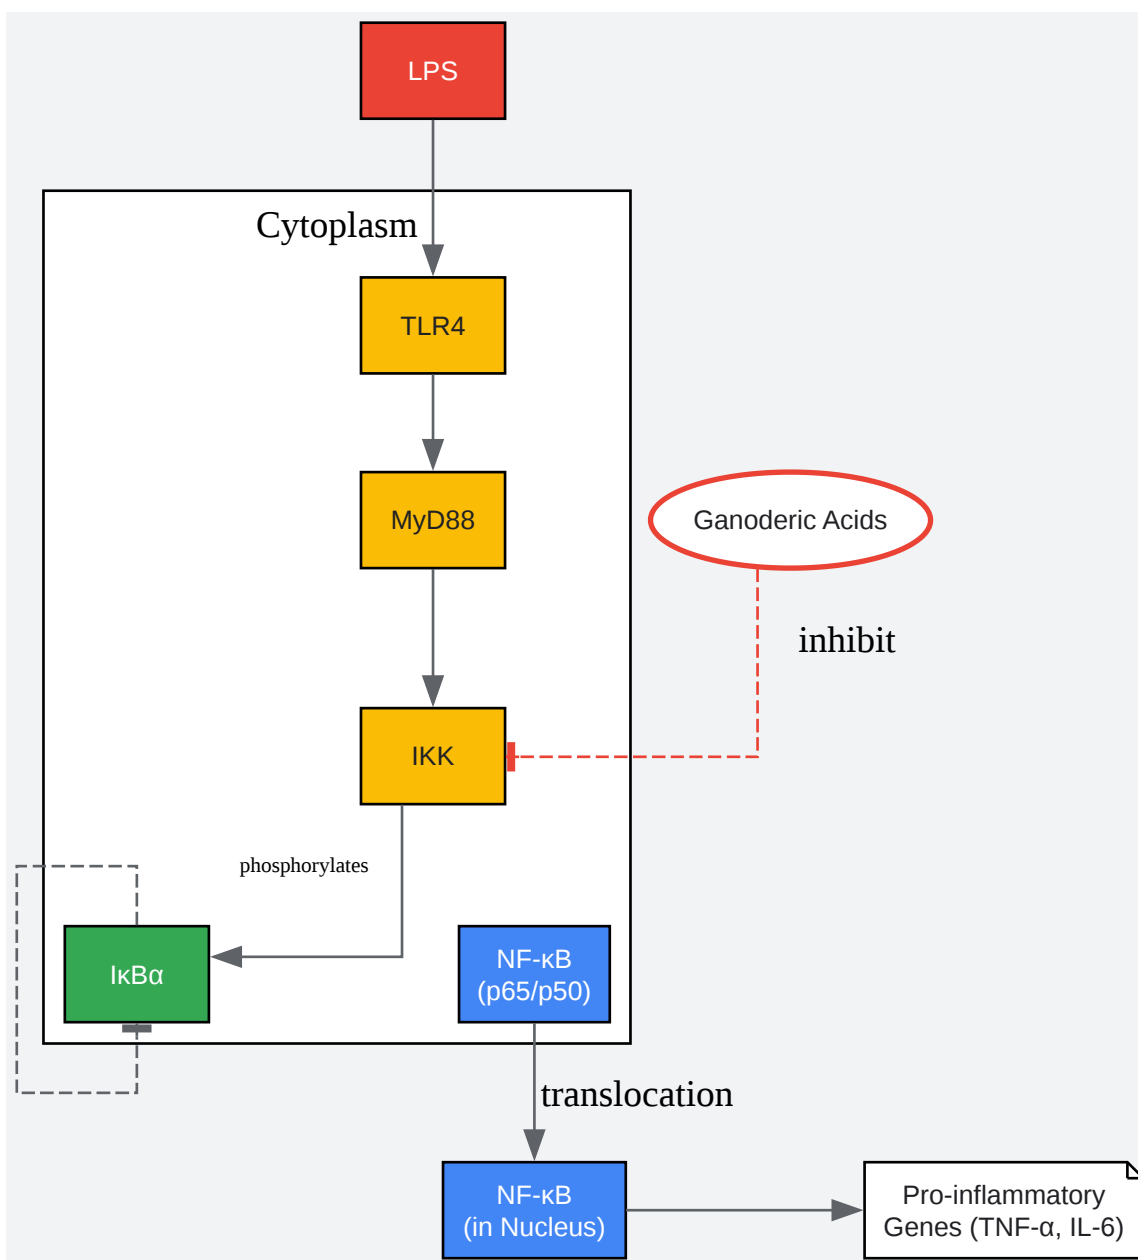 LPS
Cytoplasm
TLR4
MyD88
Ganoderic Acids
inhibit
IKK
phosphorylates
IκBα
NF-κB
(p65/p50)
translocation
NF-κB
(in Nucleus)
Pro-inflammatory
Genes (TNF-α, IL-6)